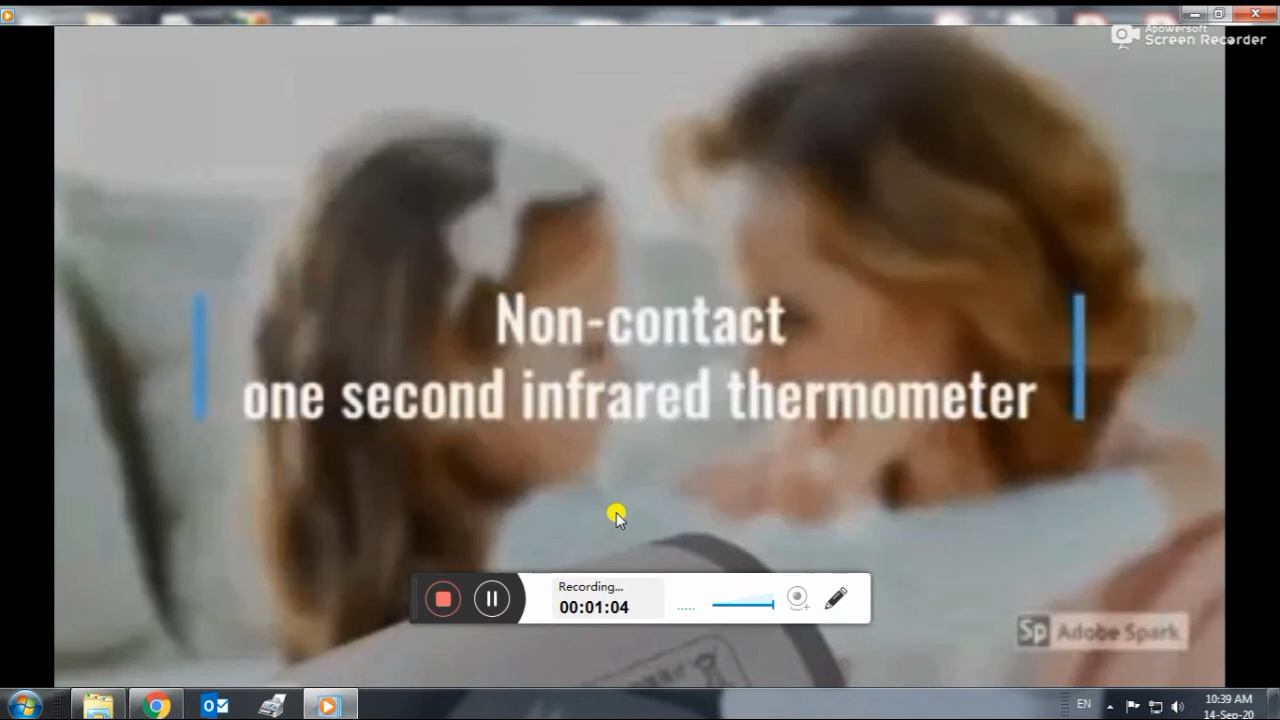 Apowersoft
Screen Recorder
Non-contact
one second infrared thermometer
Recording...
00:01:04
Sp Adobe Spark
EN
10:39 AM
14-Sep-20